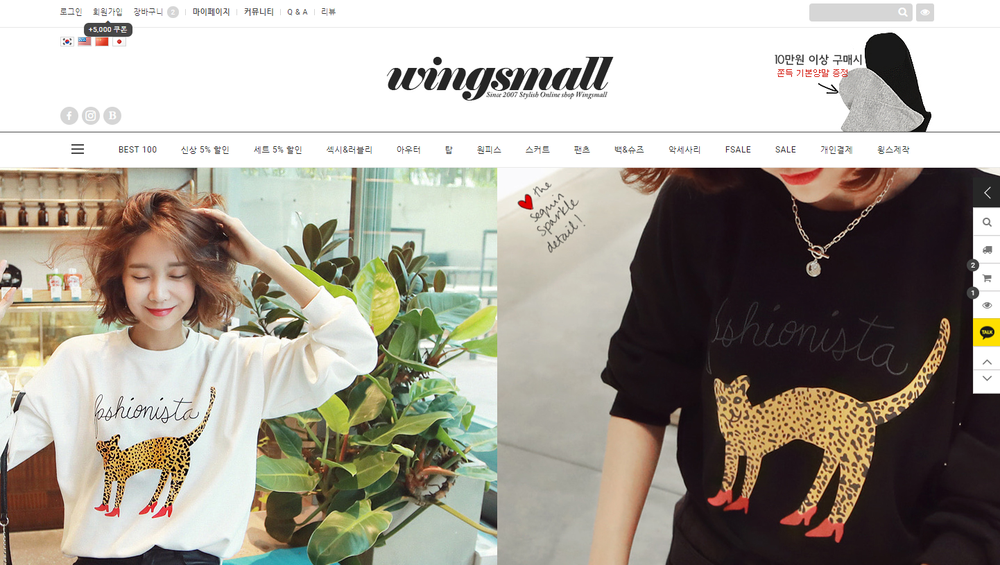 로그인 회원가입 장바구니 2 마이페이지 커뮤니티 Q & A 리뷰
+5,000 쿠폰
wingsmall
Since 2007 Stylish Online shop Wingsmall
10만원 이상 구매시
쫀득 기본양말 증정
B
BEST 100 신상 5% 할인 세트 5% 할인 섹시&러블리 아우터 탑 원피스 스커트 팬츠 백&슈즈 악세사리 FSALE SALE 개인결제 윙스제작
the
sequin
sparkle
detail!
fashionista
fashionista
2
1
TALK